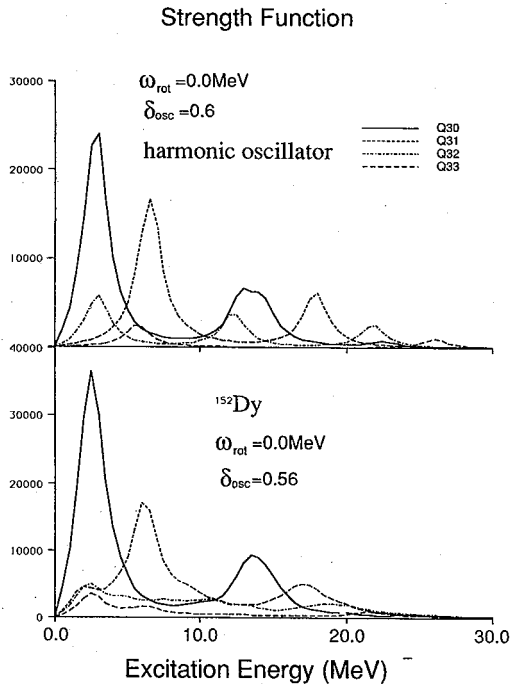 Strength Function
30000
ω_rot =0.0MeV
δ_osc =0.6
harmonic oscillator
Q30
Q31
Q32
Q33
20000
10000
40000
¹⁵²Dy
30000
ω_rot =0.0MeV
20000
δ_osc =0.56
10000
0
0.0 10.0 20.0 30.0
Excitation Energy (MeV)